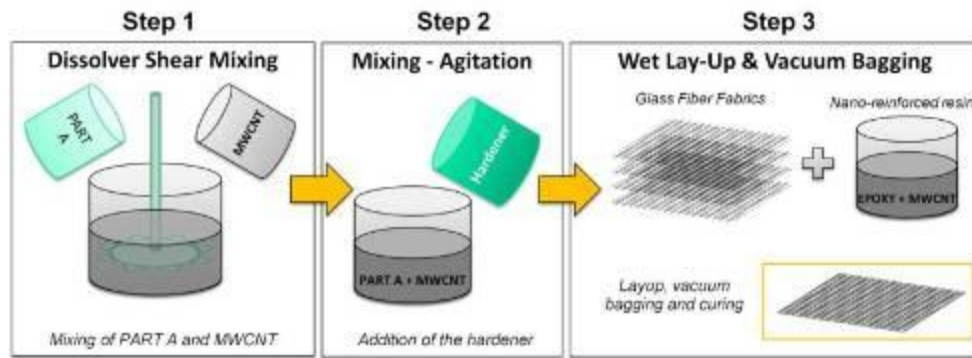 Step 1
Dissolver Shear Mixing
PART
A
MWCNT
Mixing of PART A and MWCNT
Step 2
Mixing - Agitation
Hardener
PART A + MWCNT
Addition of the hardener
Step 3
Wet Lay-Up & Vacuum Bagging
Glass Fiber Fabrics
Nano-reinforced resin
EPOXY + MWCNT
Layup, vacuum
bagging and curing